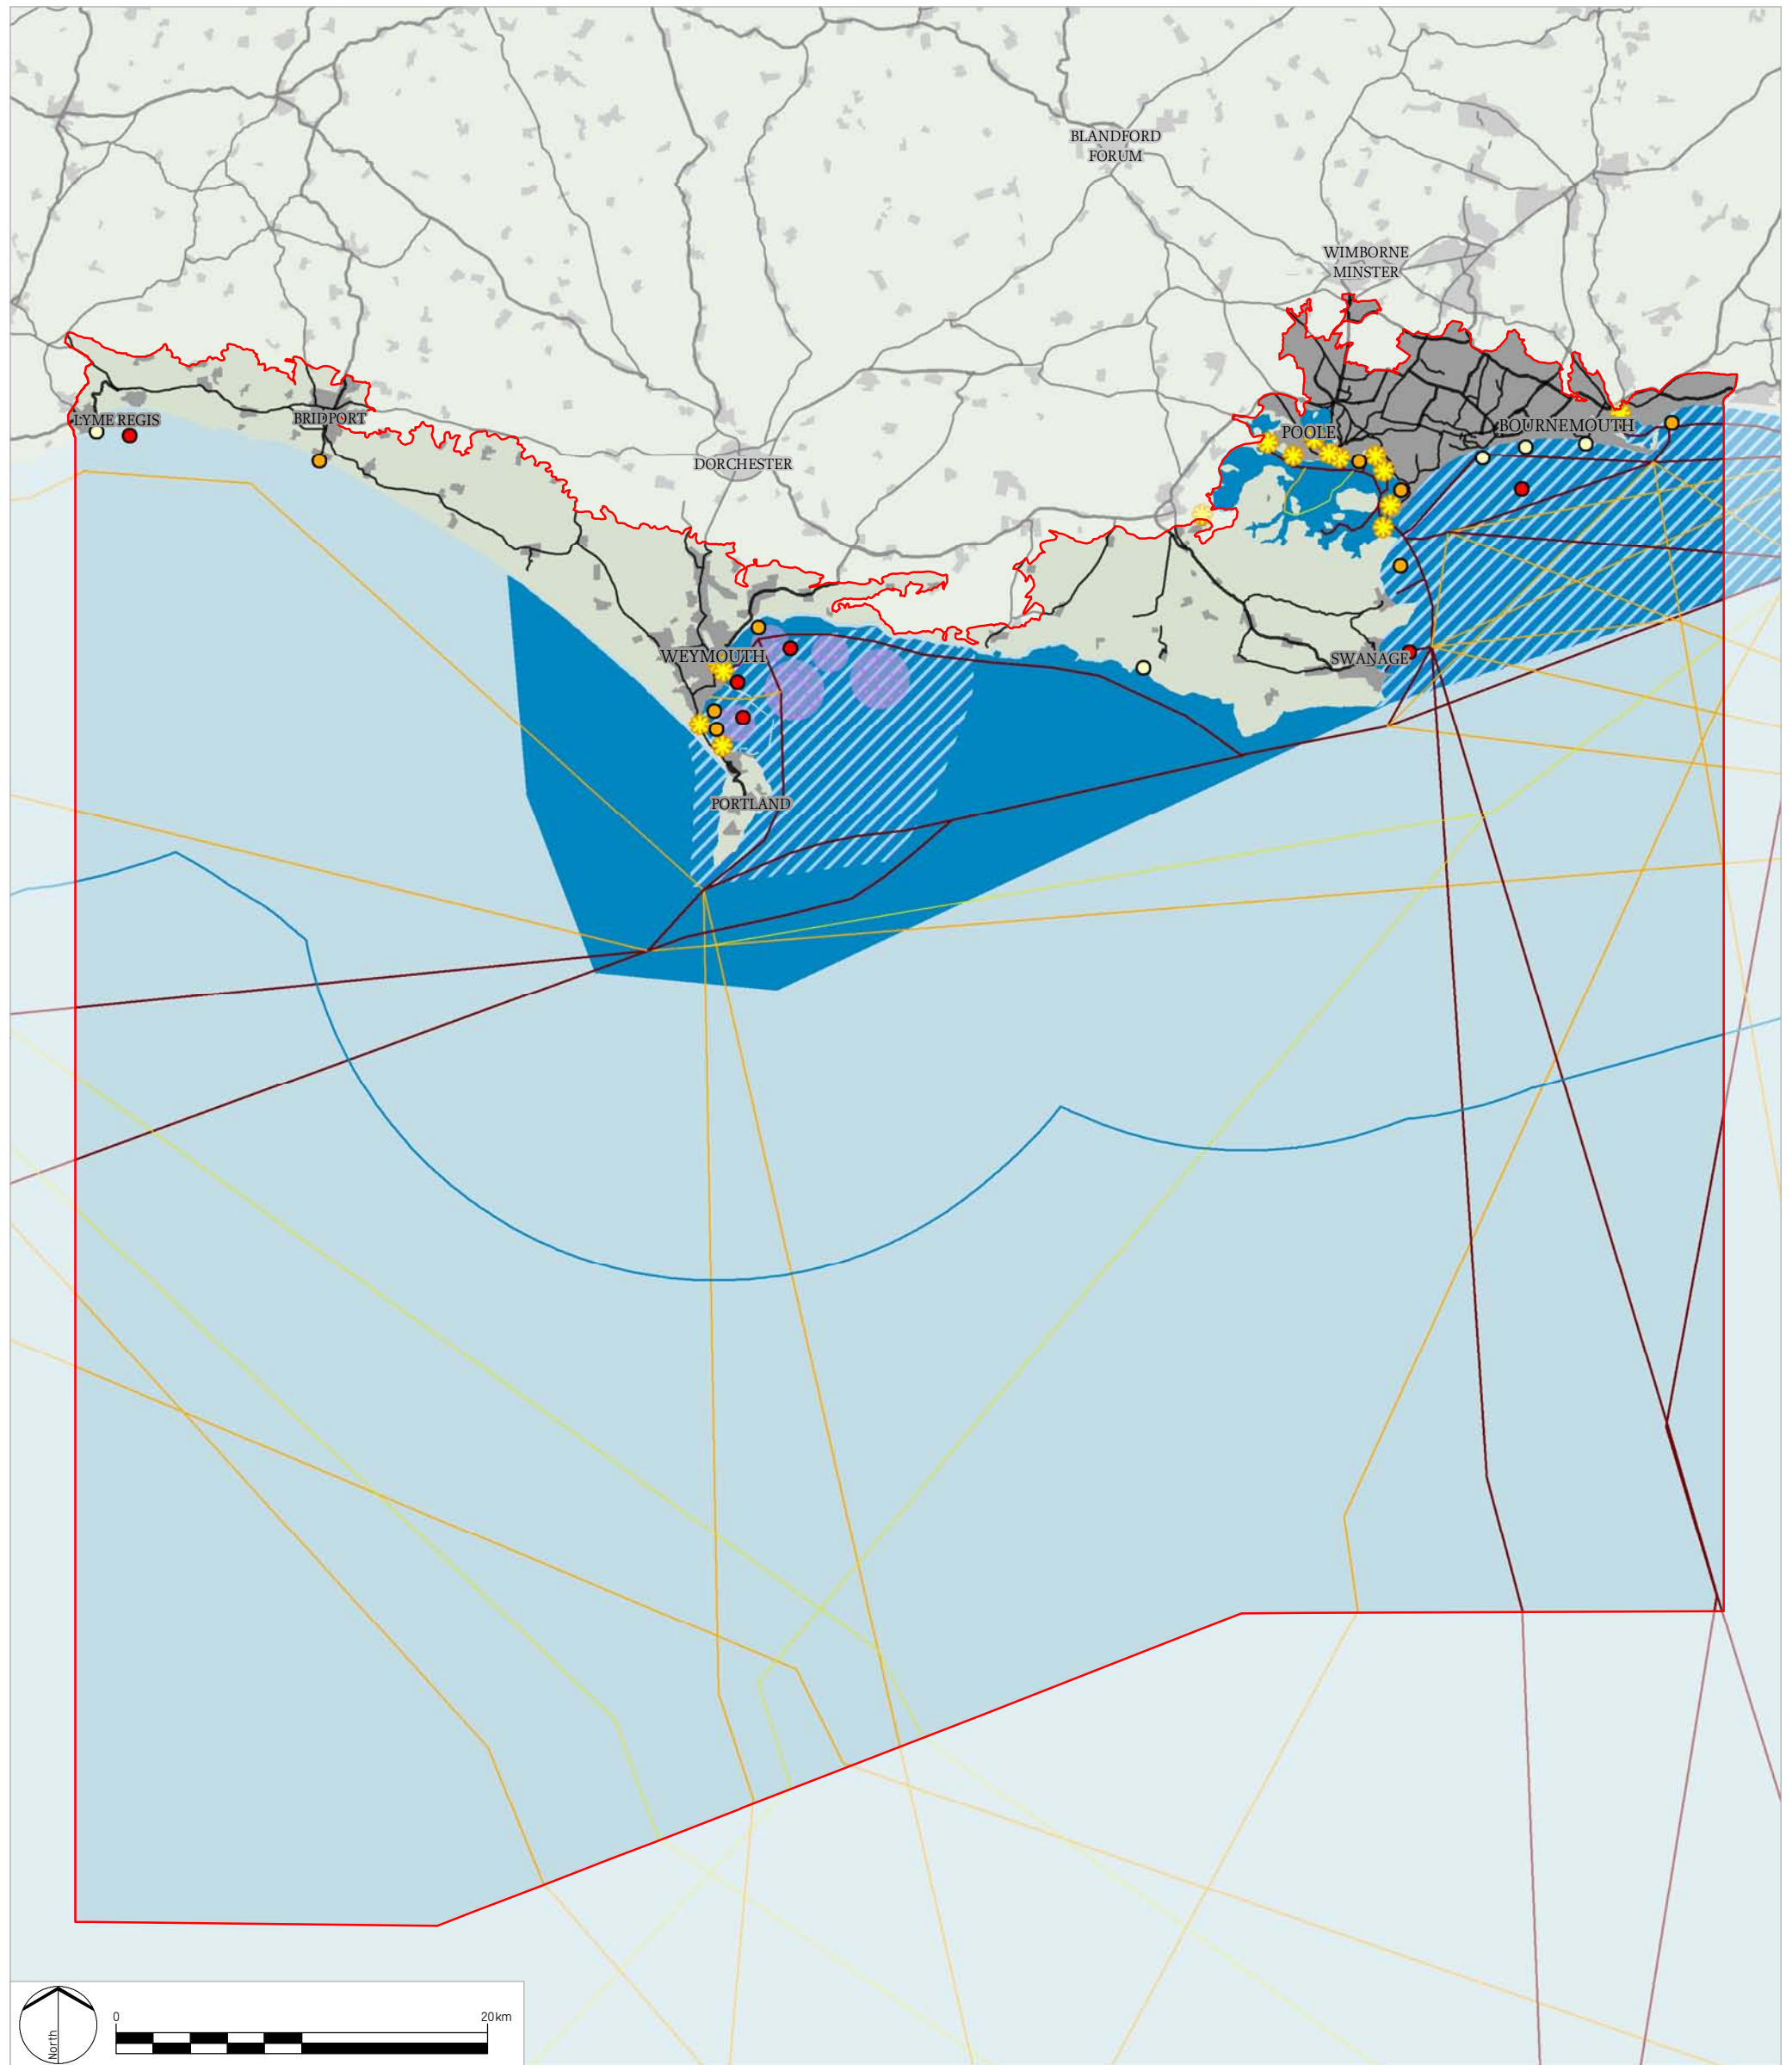 BLANDFORD
FORUM
WIMBORNE
MINSTER
LYME REGIS
BRIDPORT
POOLE
BOURNEMOUTH
DORCHESTER
WEYMOUTH
SWANAGE
PORTLAND
North
0
20km